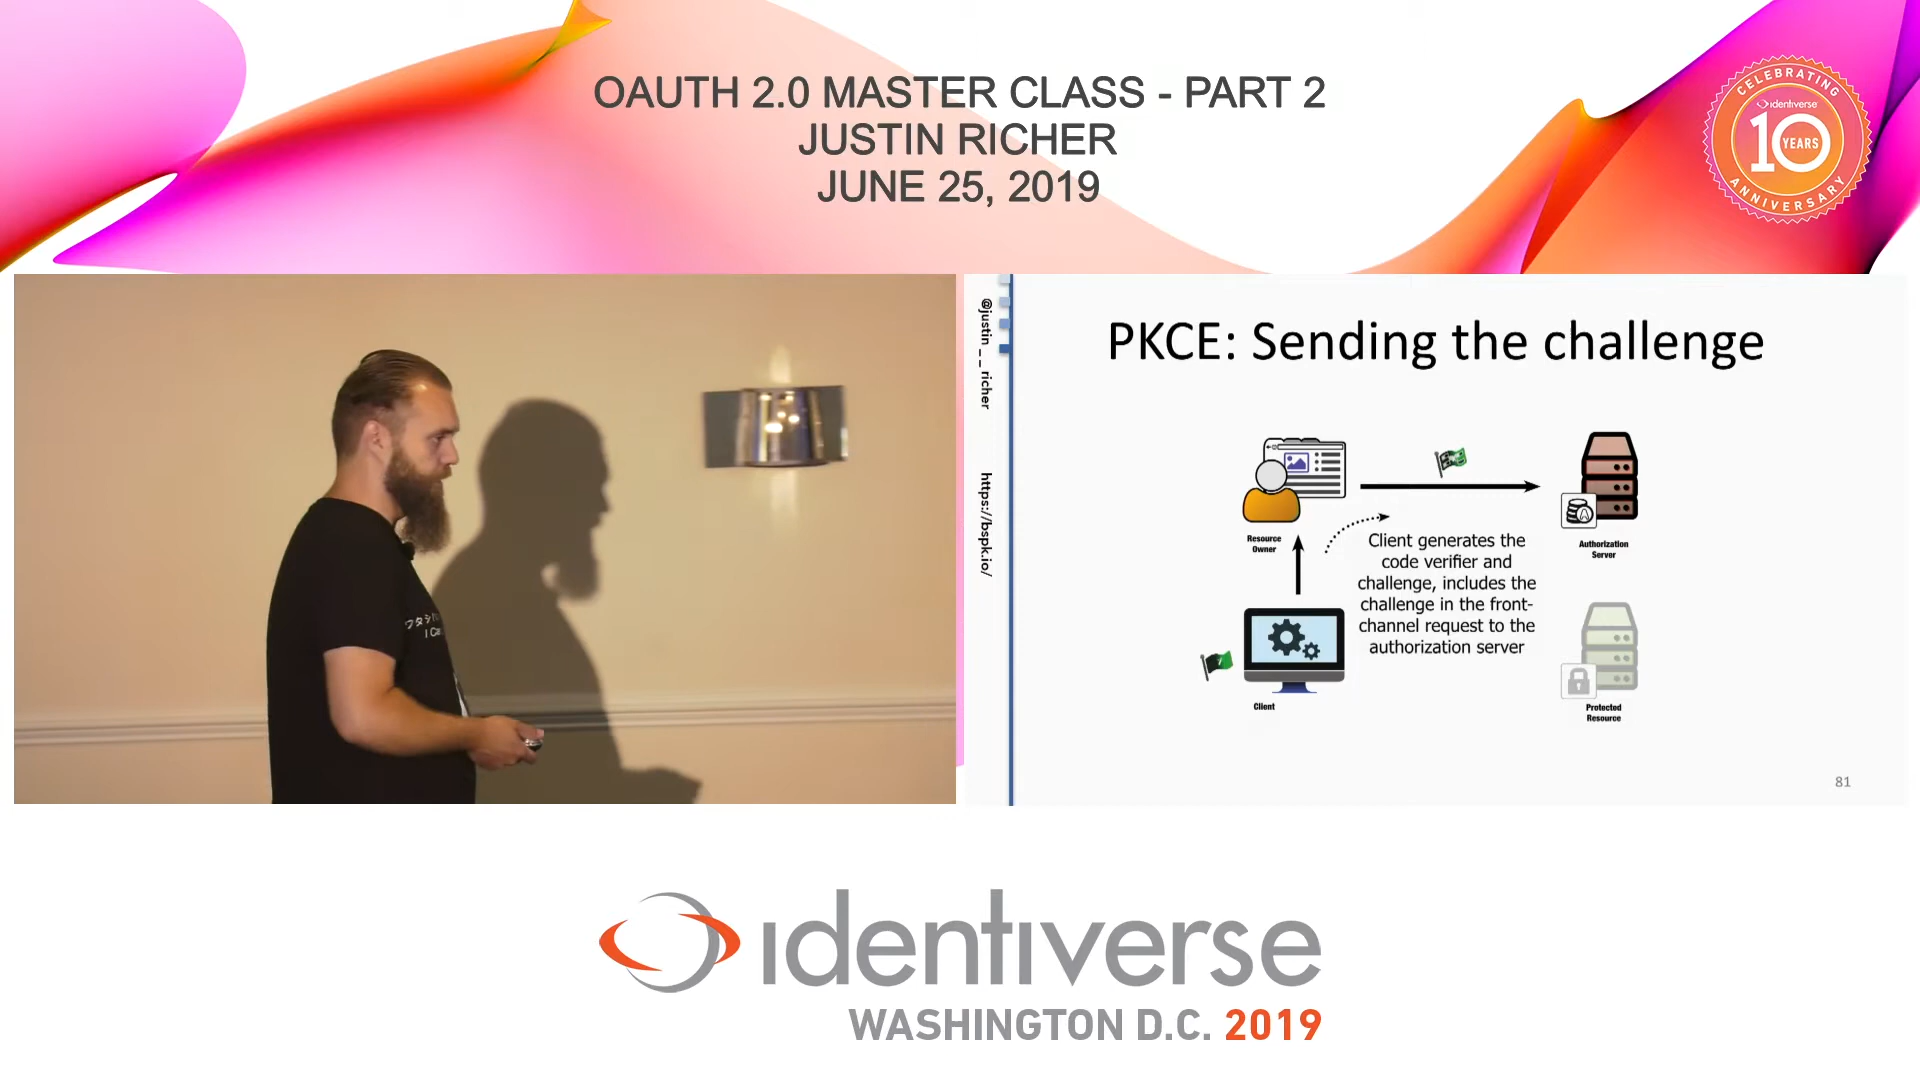 OAUTH 2.0 MASTER CLASS - PART 2
JUSTIN RICHER
JUNE 25, 2019
CELEBRATING
identiverse
10
YEARS
ANNIVERSARY
@justin__richer
https://bspk.io/
PKCE: Sending the challenge
Resource
Owner
Authorization
Server
Client generates the
code verifier and
challenge, includes the
challenge in the front-
channel request to the
authorization server
Client
Protected
Resource
81
identiverse
WASHINGTON D.C. 2019